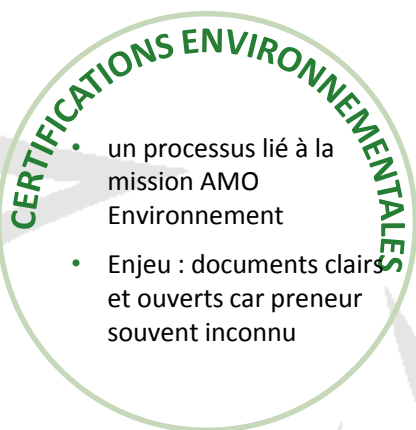 CERTIFICATIONS ENVIRONNEMENTALES
• un processus lié à la
mission AMO
Environnement
• Enjeu : documents clairs
et ouverts car preneur
souvent inconnu